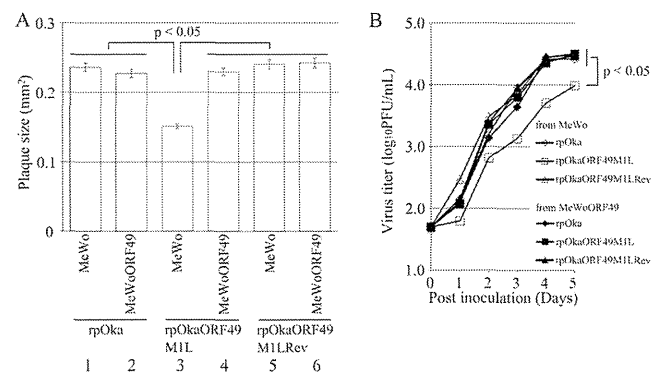 A
p < 0.05
Plaque size (mm²)
0.3
0.2
0.1
0
MeWo
MeWoORF49
MeWo
MeWoORF49
MeWo
MeWoORF49
rpOka
rpOkaORF49
M1L
rpOkaORF49
M1LRev
1 2 3 4 5 6
B
Virus titer (log₁₀PFU/mL)
5.0
4.0
3.0
2.0
1.0
p < 0.05
from MeWo
rpOka
rpOkaORF49M1L
rpOkaORF49M1LRev
from MeWoORF49
rpOka
rpOkaORF49M1L
rpOkaORF49M1LRev
0 1 2 3 4 5
Post inoculation (Days)